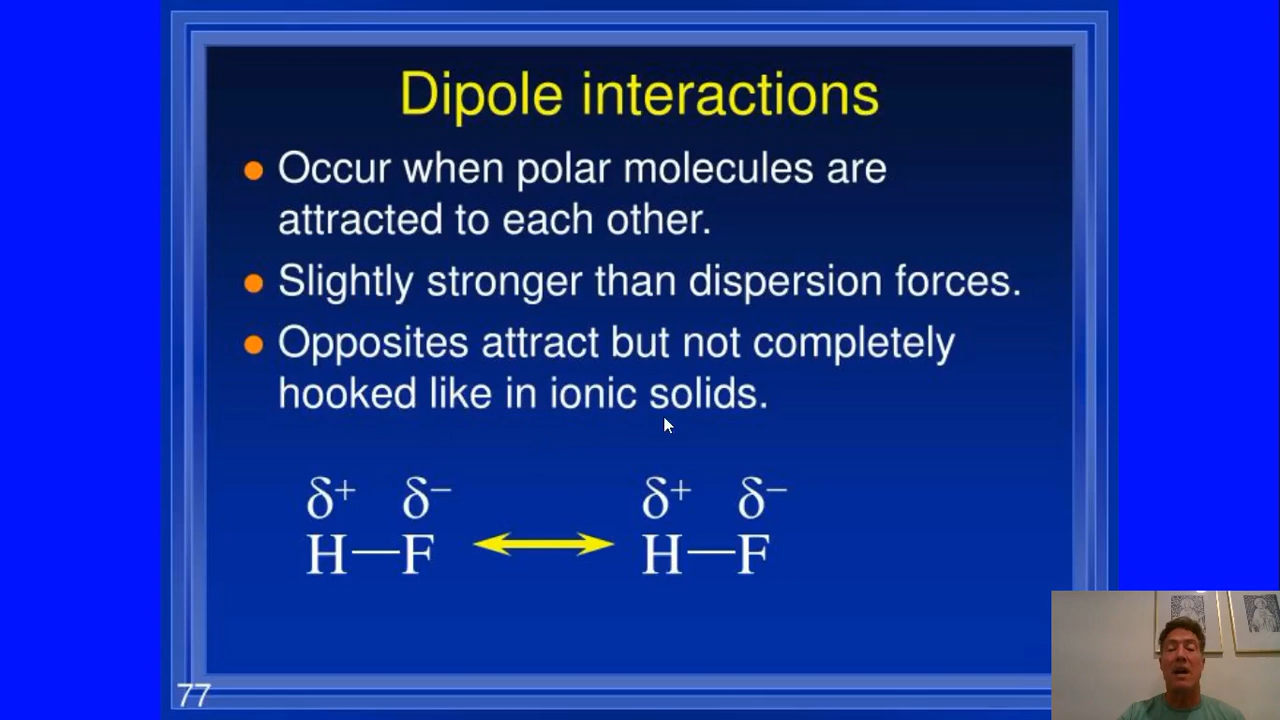 Dipole interactions
● Occur when polar molecules are
attracted to each other.
● Slightly stronger than dispersion forces.
● Opposites attract but not completely
hooked like in ionic solids.
δ+ δ− δ+ δ−
H—F H—F
77